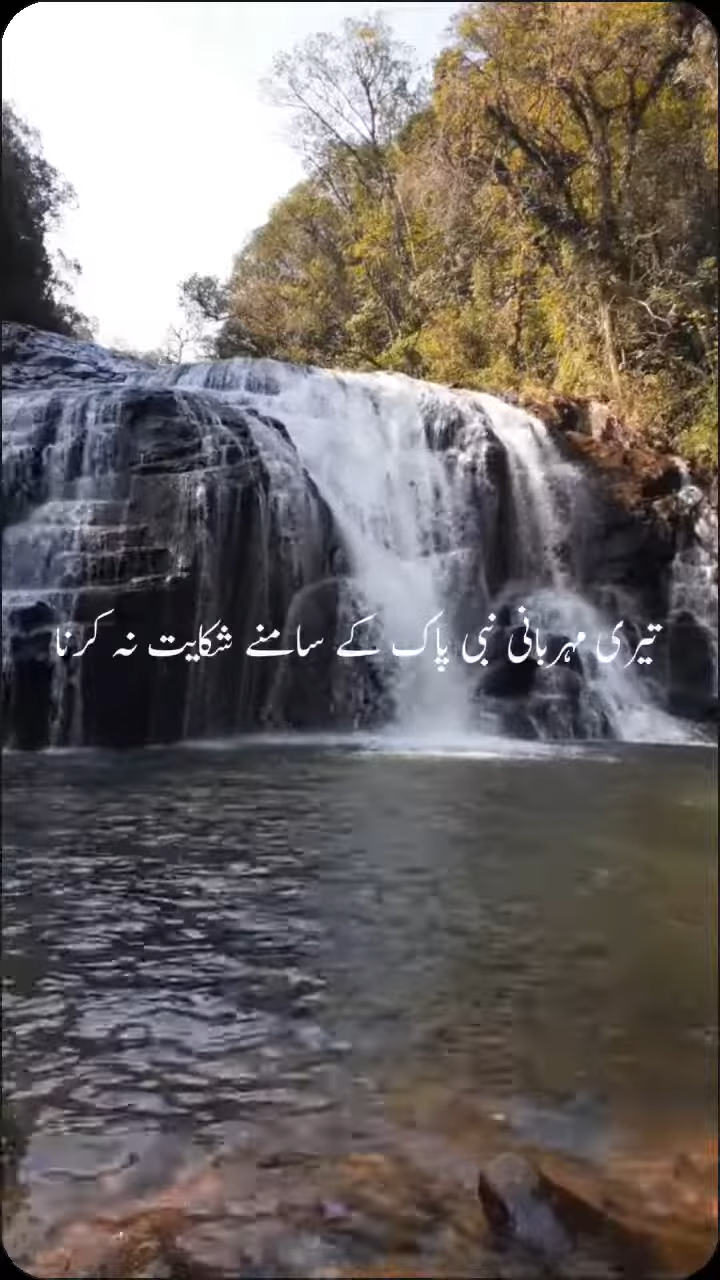 تیری مہربانی نبی پاک کے سامنے شکایت نہ کرنا